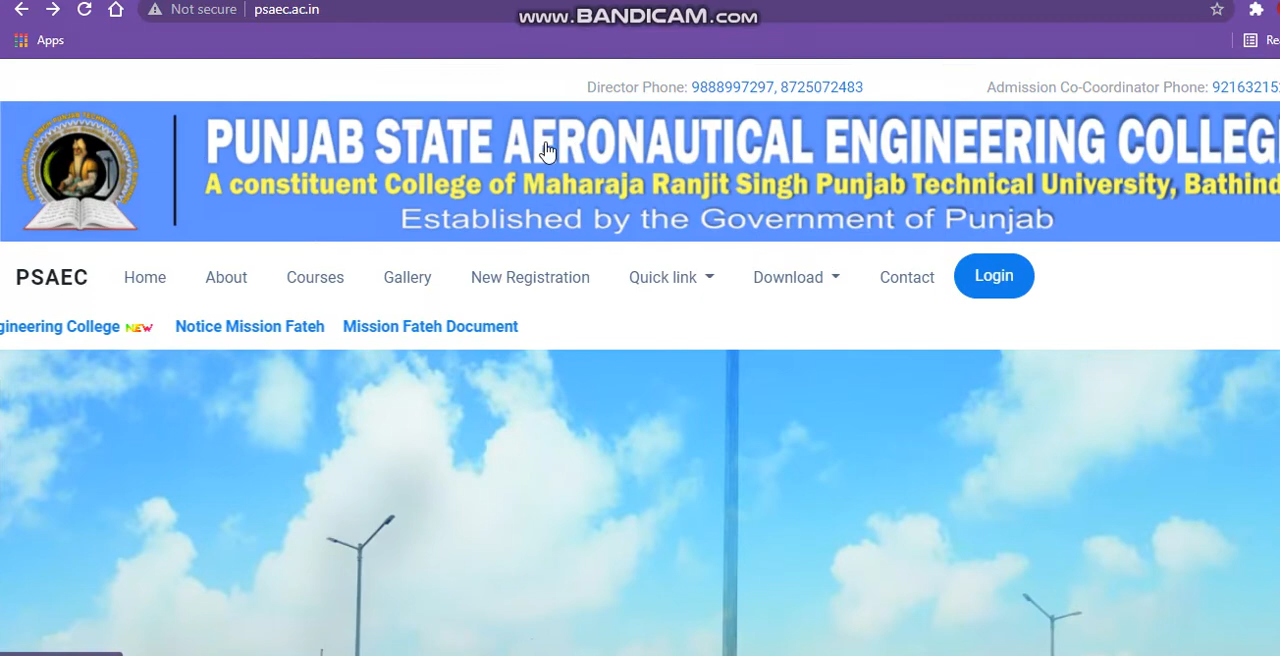 Not secure psaec.ac.in
www.BANDICAM.com
Apps
Director Phone: 9888997297, 8725072483 Admission Co-Coordinator Phone: 9216321
PUNJAB STATE AERONAUTICAL ENGINEERING COLLEG
A constituent College of Maharaja Ranjit Singh Punjab Technical University, Bathind
Established by the Government of Punjab
PSAEC Home About Courses Gallery New Registration Quick link Download Contact Login
gineering College NEW Notice Mission Fateh Mission Fateh Document